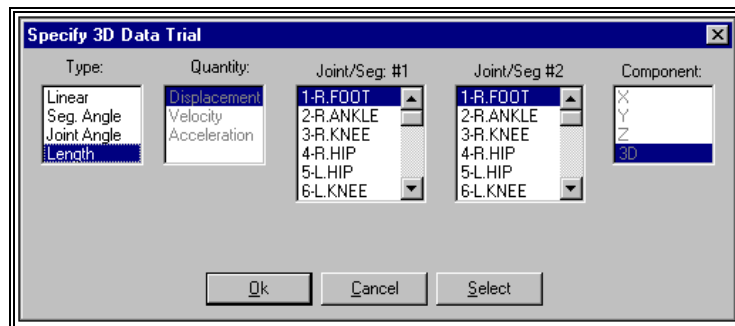 Specify 3D Data Trial
Type: Quantity: Joint/Seg: #1 Joint/Seg #2 Component:
Linear Displacement 1-R.FOOT 1-R.FOOT X
Seg. Angle Velocity 2-R.ANKLE 2-R.ANKLE Y
Joint Angle Acceleration 3-R.KNEE 3-R.KNEE Z
Length 4-R.HIP 4-R.HIP 3D
5-L.HIP 5-L.HIP
6-L.KNEE 6-L.KNEE
Ok Cancel Select